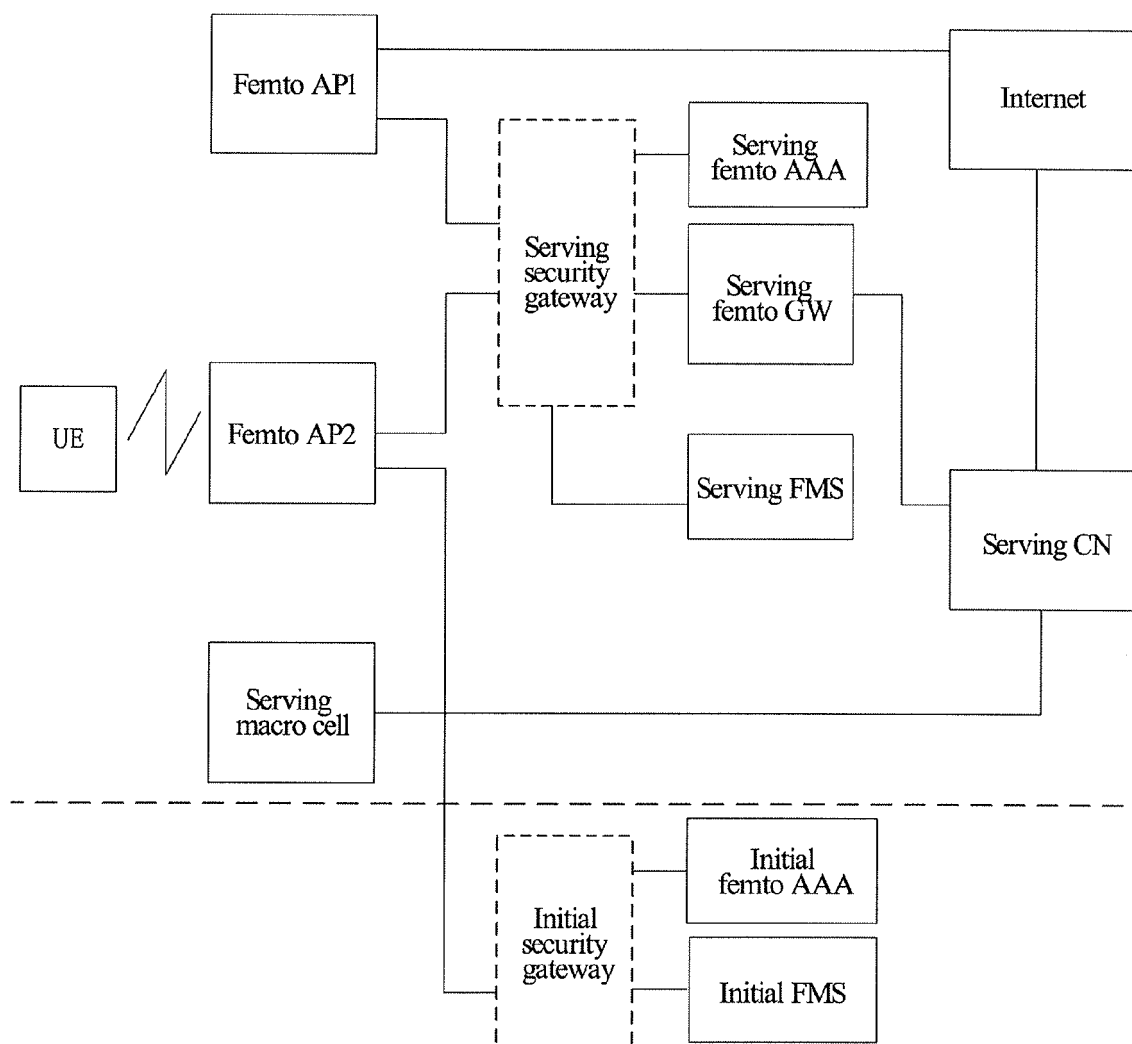 Femto AP1
Internet
Serving
femto AAA
Serving
security
gateway
Serving
femto GW
UE
Femto AP2
Serving FMS
Serving CN
Serving
macro cell
Initial
femto AAA
Initial
security
gateway
Initial FMS